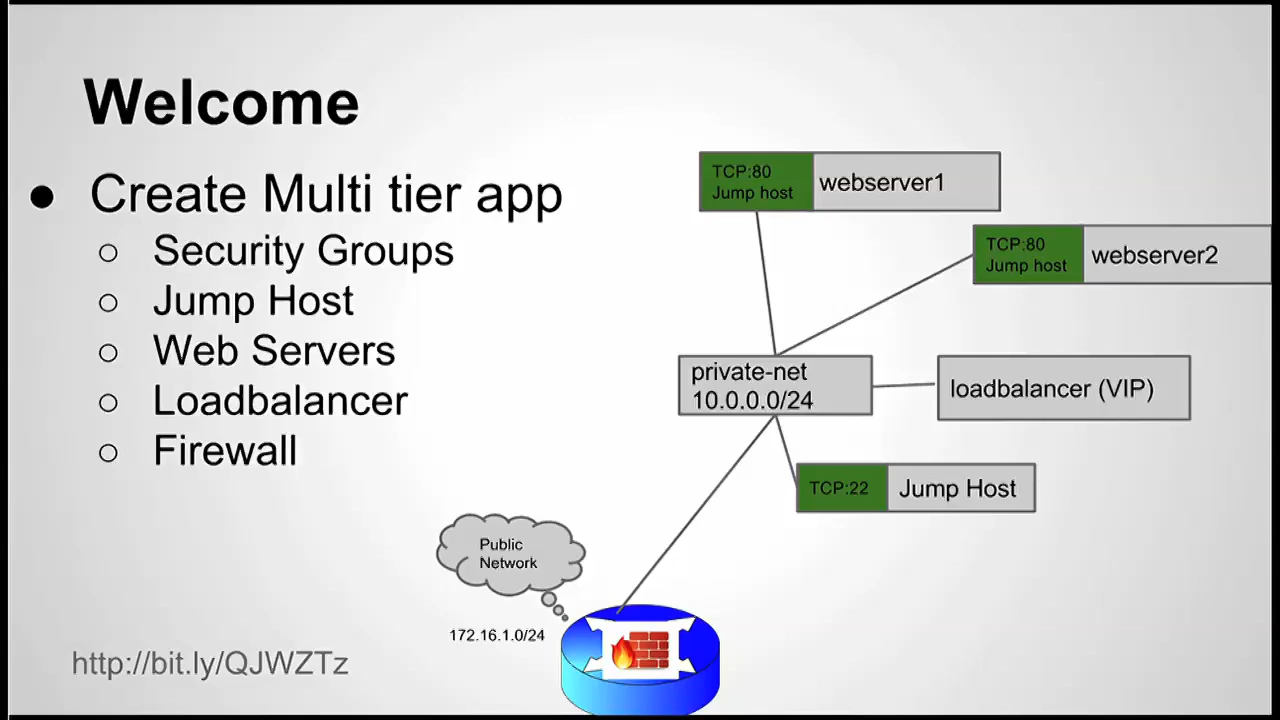 Welcome
● Create Multi tier app
○ Security Groups
○ Jump Host
○ Web Servers
○ Loadbalancer
○ Firewall
http://bit.ly/QJWZTz
TCP:80
Jump host
webserver1
TCP:80
Jump host
webserver2
private-net
10.0.0.0/24
loadbalancer (VIP)
TCP:22
Jump Host
Public
Network
172.16.1.0/24